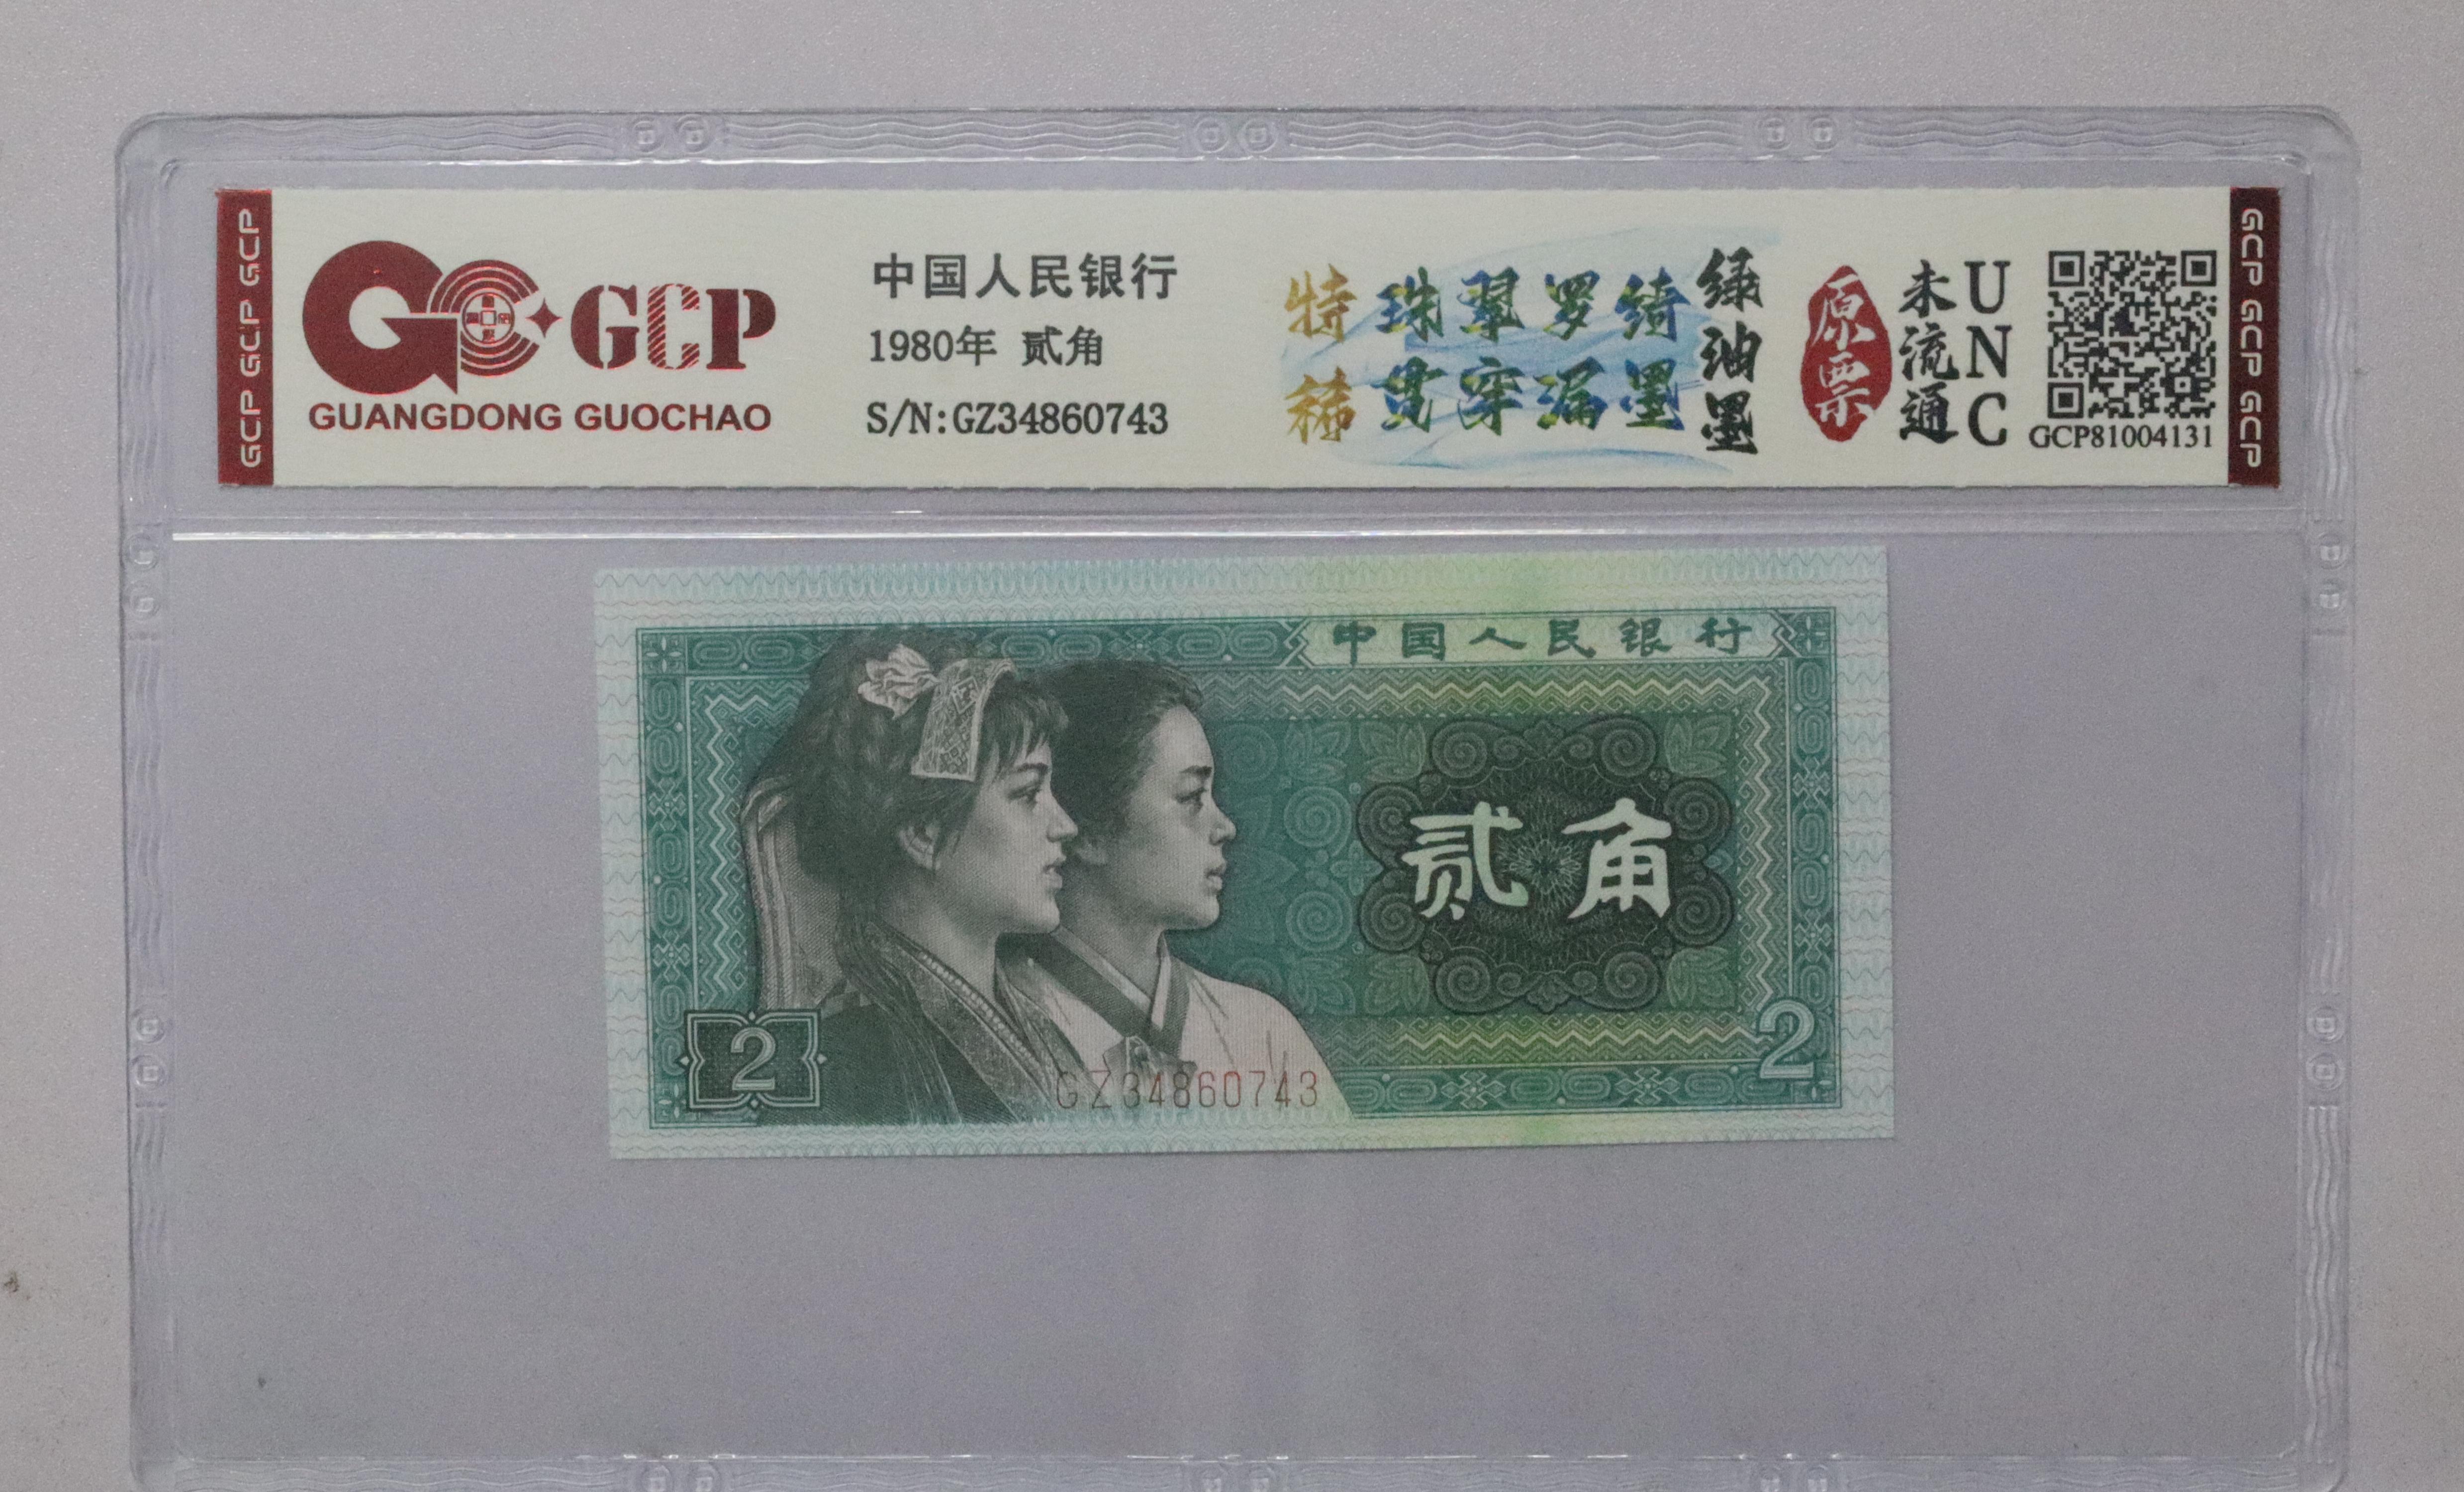 GCP GCP GCP
GCP
GUANGDONG GUOCHAO
中国人民银行
1980年 贰角
S/N:GZ34860743
特稀
珠翠罗绮
贯穿漏墨
绿油墨
原票
未流通
UNC
GCP81004131
GCP GCP GCP
中国人民银行
贰角
2
2
GZ34860743